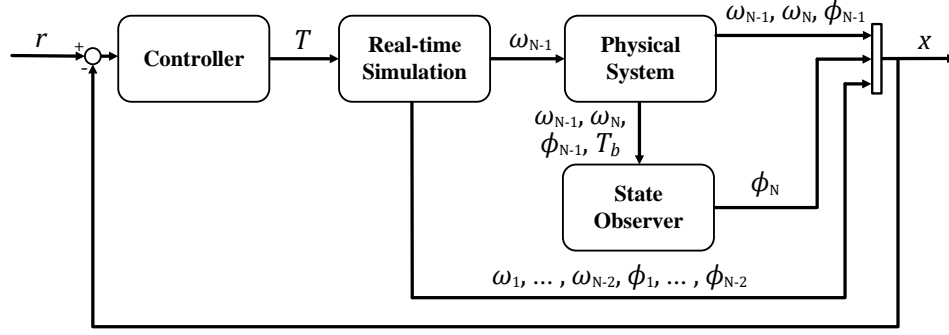 r
+
-
Controller
T
Real-time
Simulation
ω_{N-1}
Physical
System
ω_{N-1}, ω_N, ϕ_{N-1}
x
ω_{N-1}, ω_N,
ϕ_{N-1}, T_b
State
Observer
ϕ_N
ω_1, ... , ω_{N-2}, ϕ_1, ... , ϕ_{N-2}